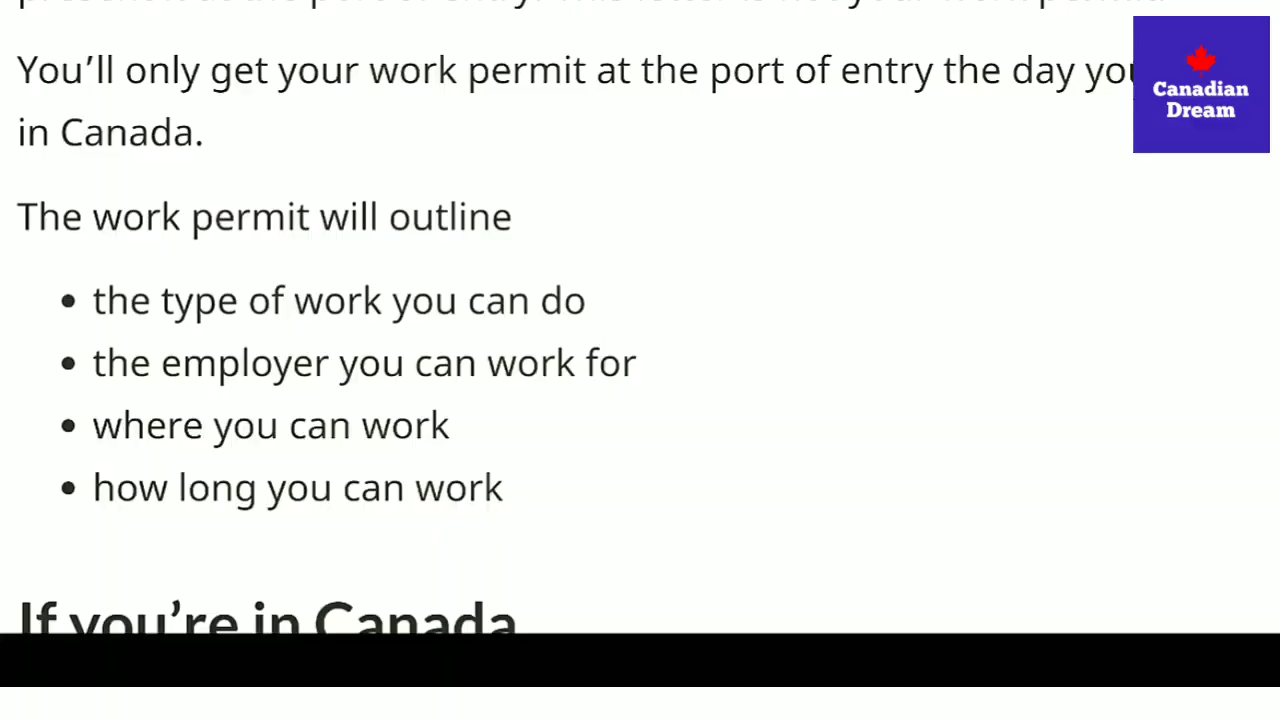 You’ll only get your work permit at the port of entry the day
in Canada.
The work permit will outline
• the type of work you can do
• the employer you can work for
• where you can work
• how long you can work
If you’re in Canada
Canadian
Dream